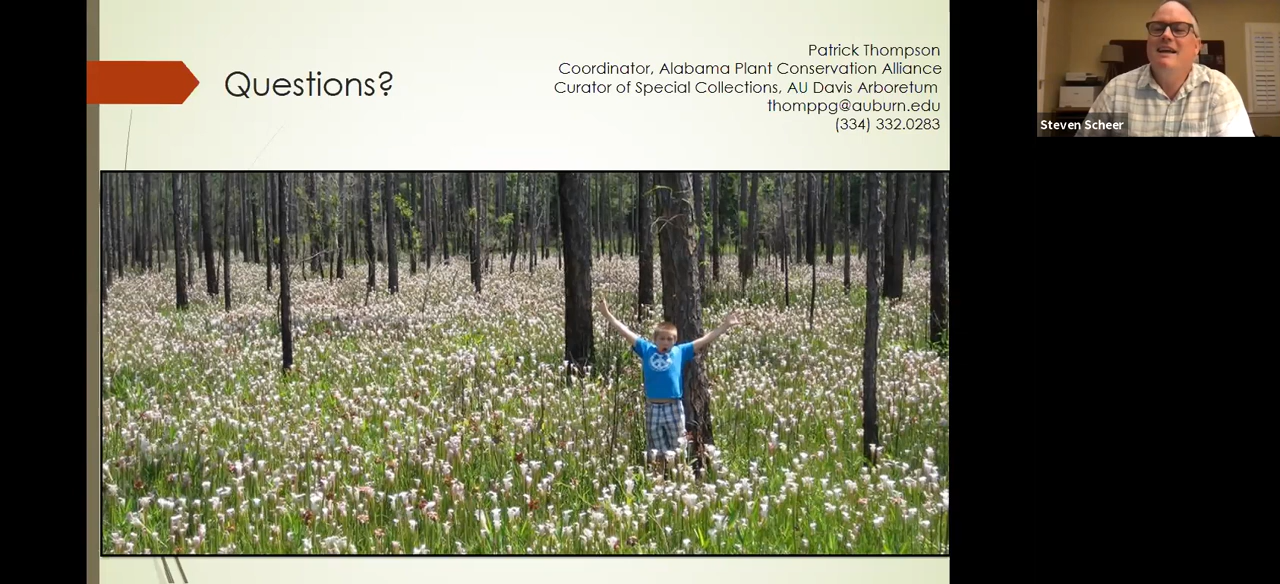 Questions?
Patrick Thompson
Coordinator, Alabama Plant Conservation Alliance
Curator of Special Collections, AU Davis Arboretum
thomppg@auburn.edu
(334) 332.0283
Steven Scheer